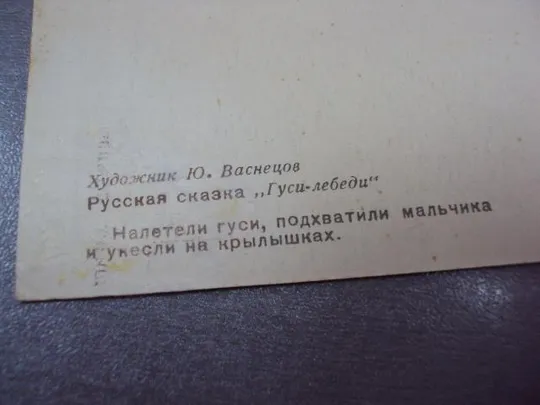 Художник Ю. Васнецов
Русская сказка „Гуси-лебеди“
Налетели гуси, подхватили мальчика
и унесли на крылышках.